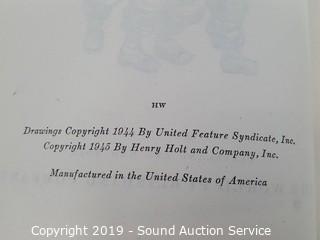 HW
Drawings Copyright 1944 By United Feature Syndicate, Inc.
Copyright 1945 By Henry Holt and Company, Inc.
Manufactured in the United States of America
Copyright 2019 - Sound Auction Service